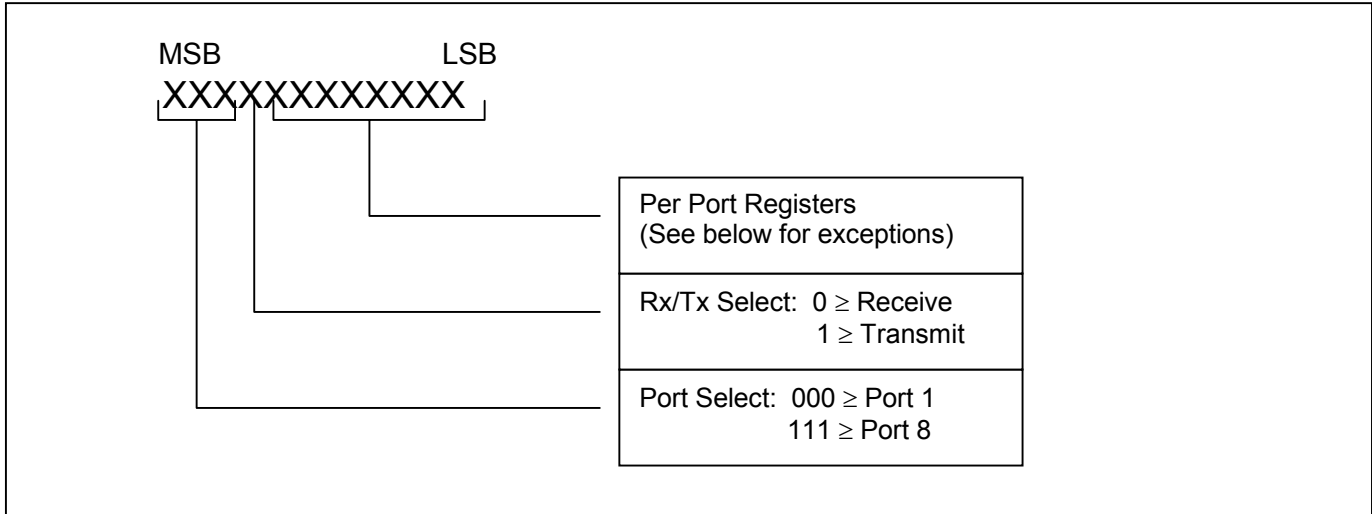 MSB LSB
XXXXXXXXXXXX
Per Port Registers
(See below for exceptions)
Rx/Tx Select: 0 ≥ Receive
1 ≥ Transmit
Port Select: 000 ≥ Port 1
111 ≥ Port 8